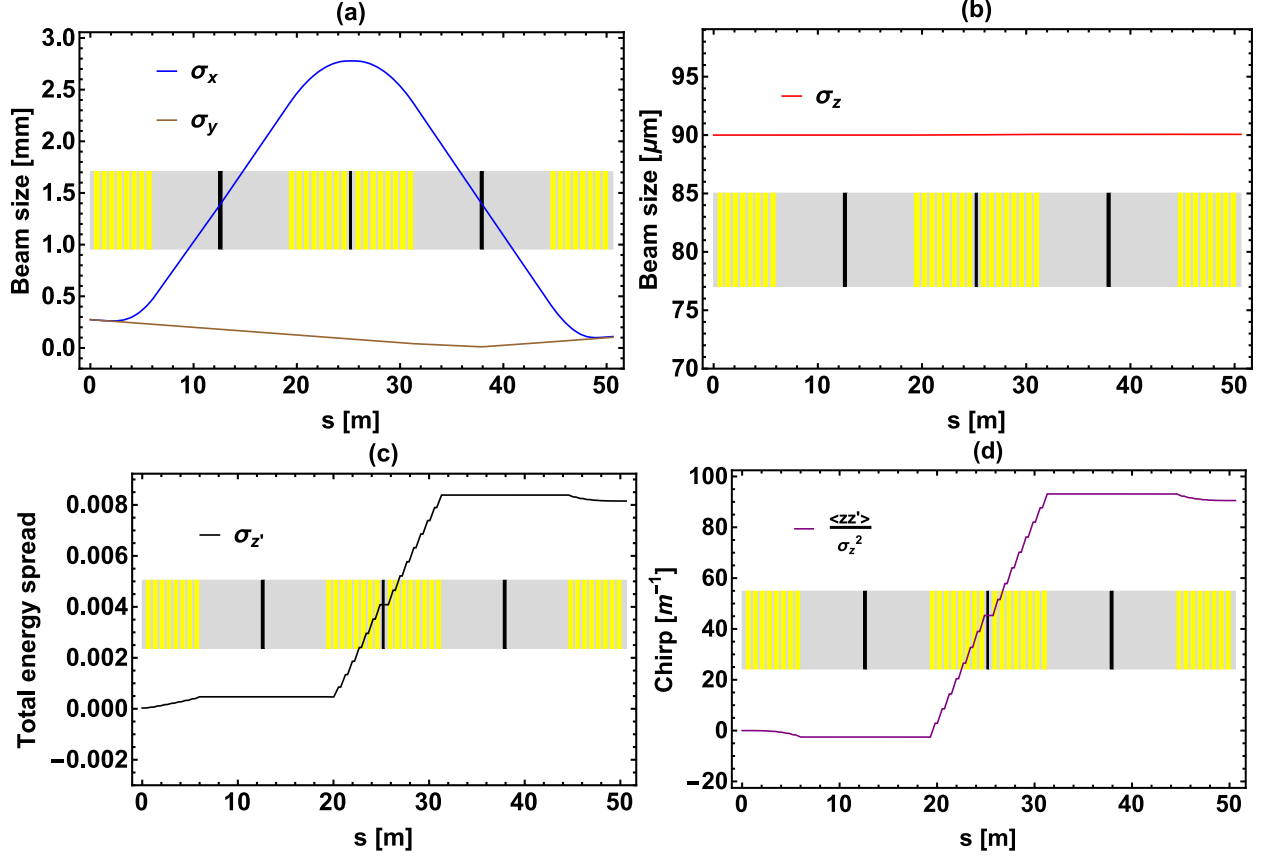 (a)
Beam size [mm]
3.0
2.5
2.0
1.5
1.0
0.5
0.0
σx
σy
0 10 20 30 40 50
s [m]
(b)
Beam size [μm]
95
90
85
80
75
70
σz
0 10 20 30 40 50
s [m]
(c)
Total energy spread
0.008
0.006
0.004
0.002
0.000
−0.002
σz'
0 10 20 30 40 50
s [m]
(d)
Chirp [m⁻¹]
100
80
60
40
20
0
−20
<zz'>
σz²
0 10 20 30 40 50
s [m]